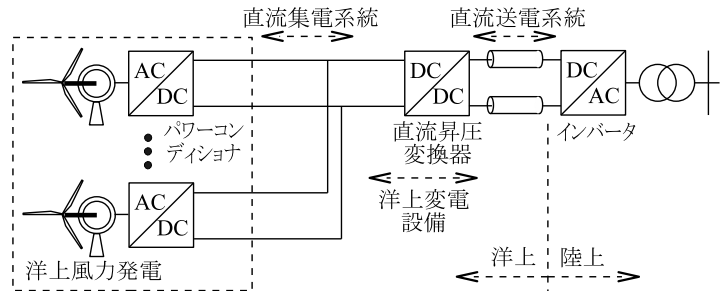 直流集電系統
直流送電系統
AC
DC
DC
DC
DC
AC
パワーコン
ディショナ
直流昇圧
変換器
インバータ
AC
DC
洋上変電
設備
洋上風力発電
洋上
陸上